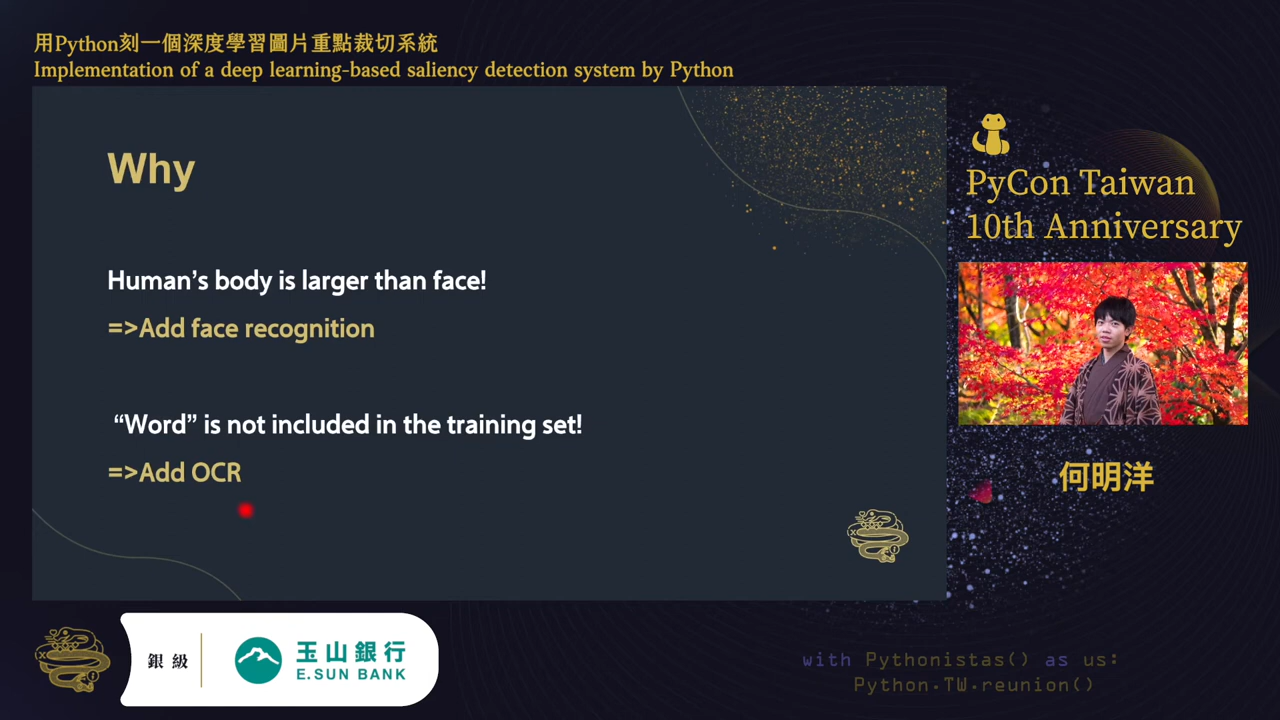 用Python刻一個深度學習圖片重點裁切系統
Implementation of a deep learning-based saliency detection system by Python
Why
Human's body is larger than face!
=>Add face recognition
“Word” is not included in the training set!
=>Add OCR
PyCon Taiwan
10th Anniversary
何明洋
銀級
玉山銀行
E.SUN BANK
with Pythonistas() as us:
Python.TW.reunion()